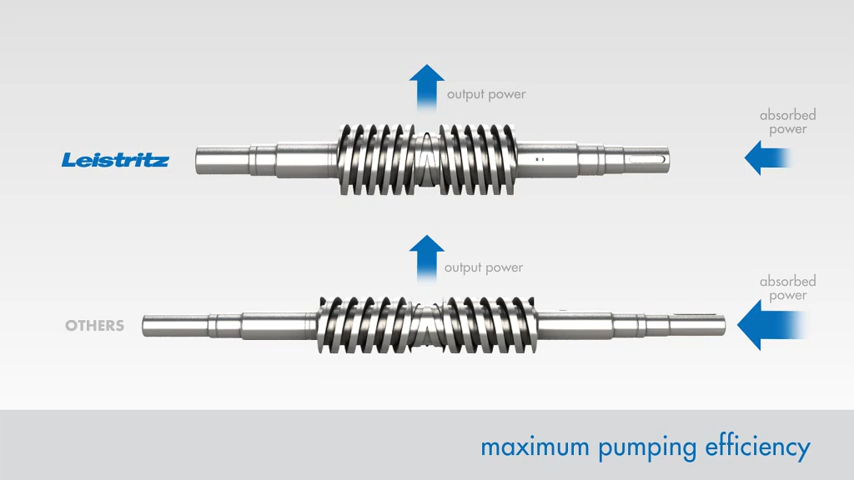 output power
absorbed
power
Leistritz
output power
absorbed
power
OTHERS
maximum pumping efficiency